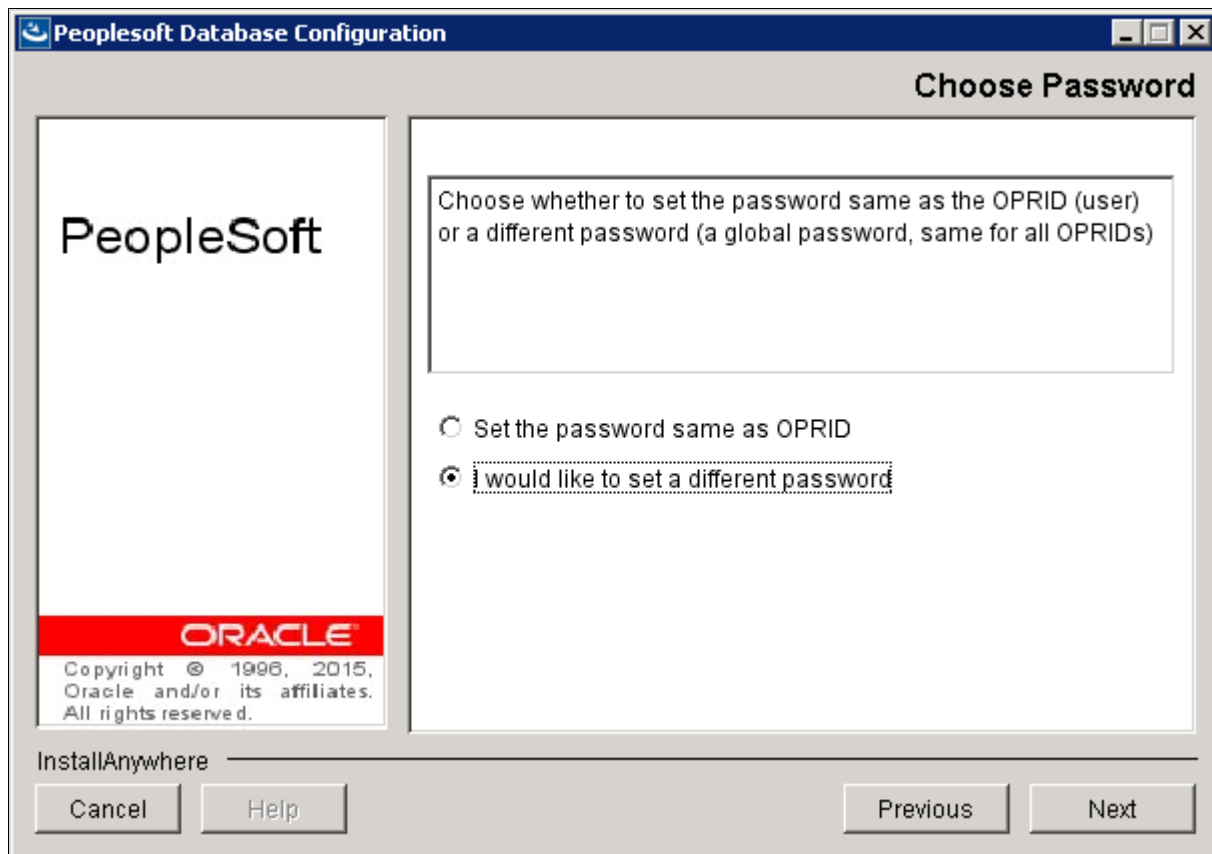 Peoplesoft Database Configuration
Choose Password
PeopleSoft
Choose whether to set the password same as the OPRID (user)
or a different password (a global password, same for all OPRIDs)
Set the password same as OPRID
I would like to set a different password
ORACLE
Copyright © 1996, 2015,
Oracle and/or its affiliates.
All rights reserved.
InstallAnywhere
Cancel
Help
Previous
Next